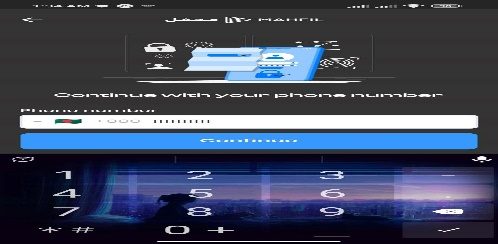 محفل MAHFIL
Continue with your phone number
Phone number
+880
Continue
1 2 3 -
4 5 6
7 8 9
* # 0 +